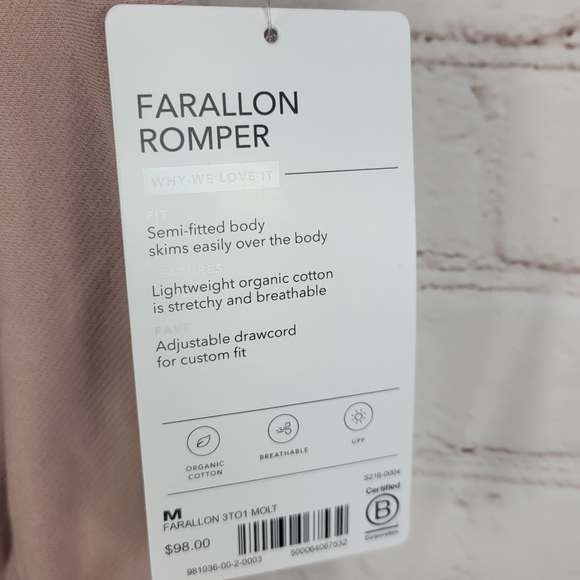 FARALLON
ROMPER
WHY WE LOVE IT
FIT
Semi-fitted body
skims easily over the body
FEATURES
Lightweight organic cotton
is stretchy and breathable
FAVE
Adjustable drawcord
for custom fit
ORGANIC
COTTON
BREATHABLE
UPF
S216-0004
M
FARALLON 3TO1 MOLT
$98.00
981036-00-2-0003
500064067532
Certified
B
Corporation